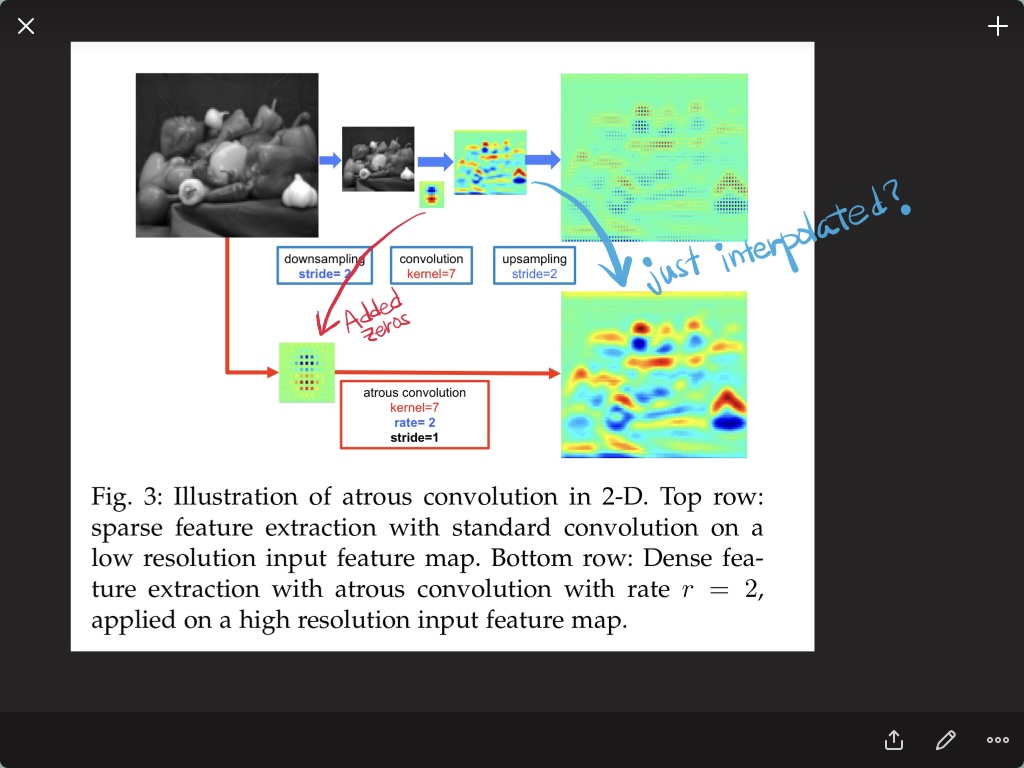 downsampling
stride= 2
convolution
kernel=7
upsampling
stride=2
just interpolated?
Added
zeros
atrous convolution
kernel=7
rate= 2
stride=1
Fig. 3: Illustration of atrous convolution in 2-D. Top row:
sparse feature extraction with standard convolution on a
low resolution input feature map. Bottom row: Dense fea-
ture extraction with atrous convolution with rate r = 2,
applied on a high resolution input feature map.